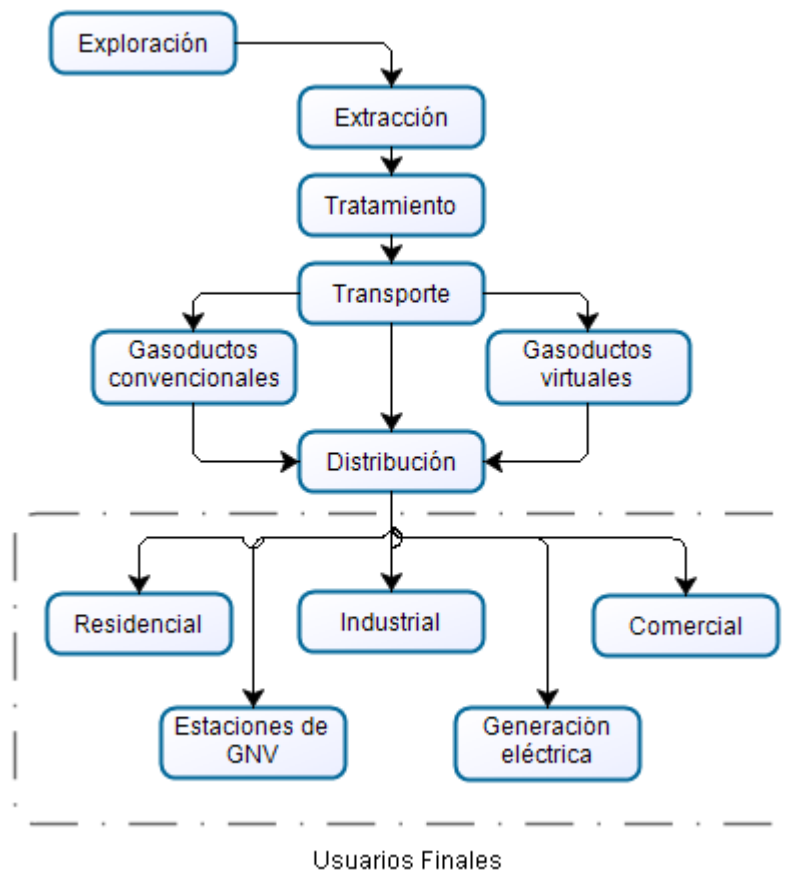 Exploración
Extracción
Tratamiento
Transporte
Gasoductos
convencionales
Gasoductos
virtuales
Distribución
Residencial
Industrial
Comercial
Estaciones de
GNV
Generaciòn
eléctrica
Usuarios Finales